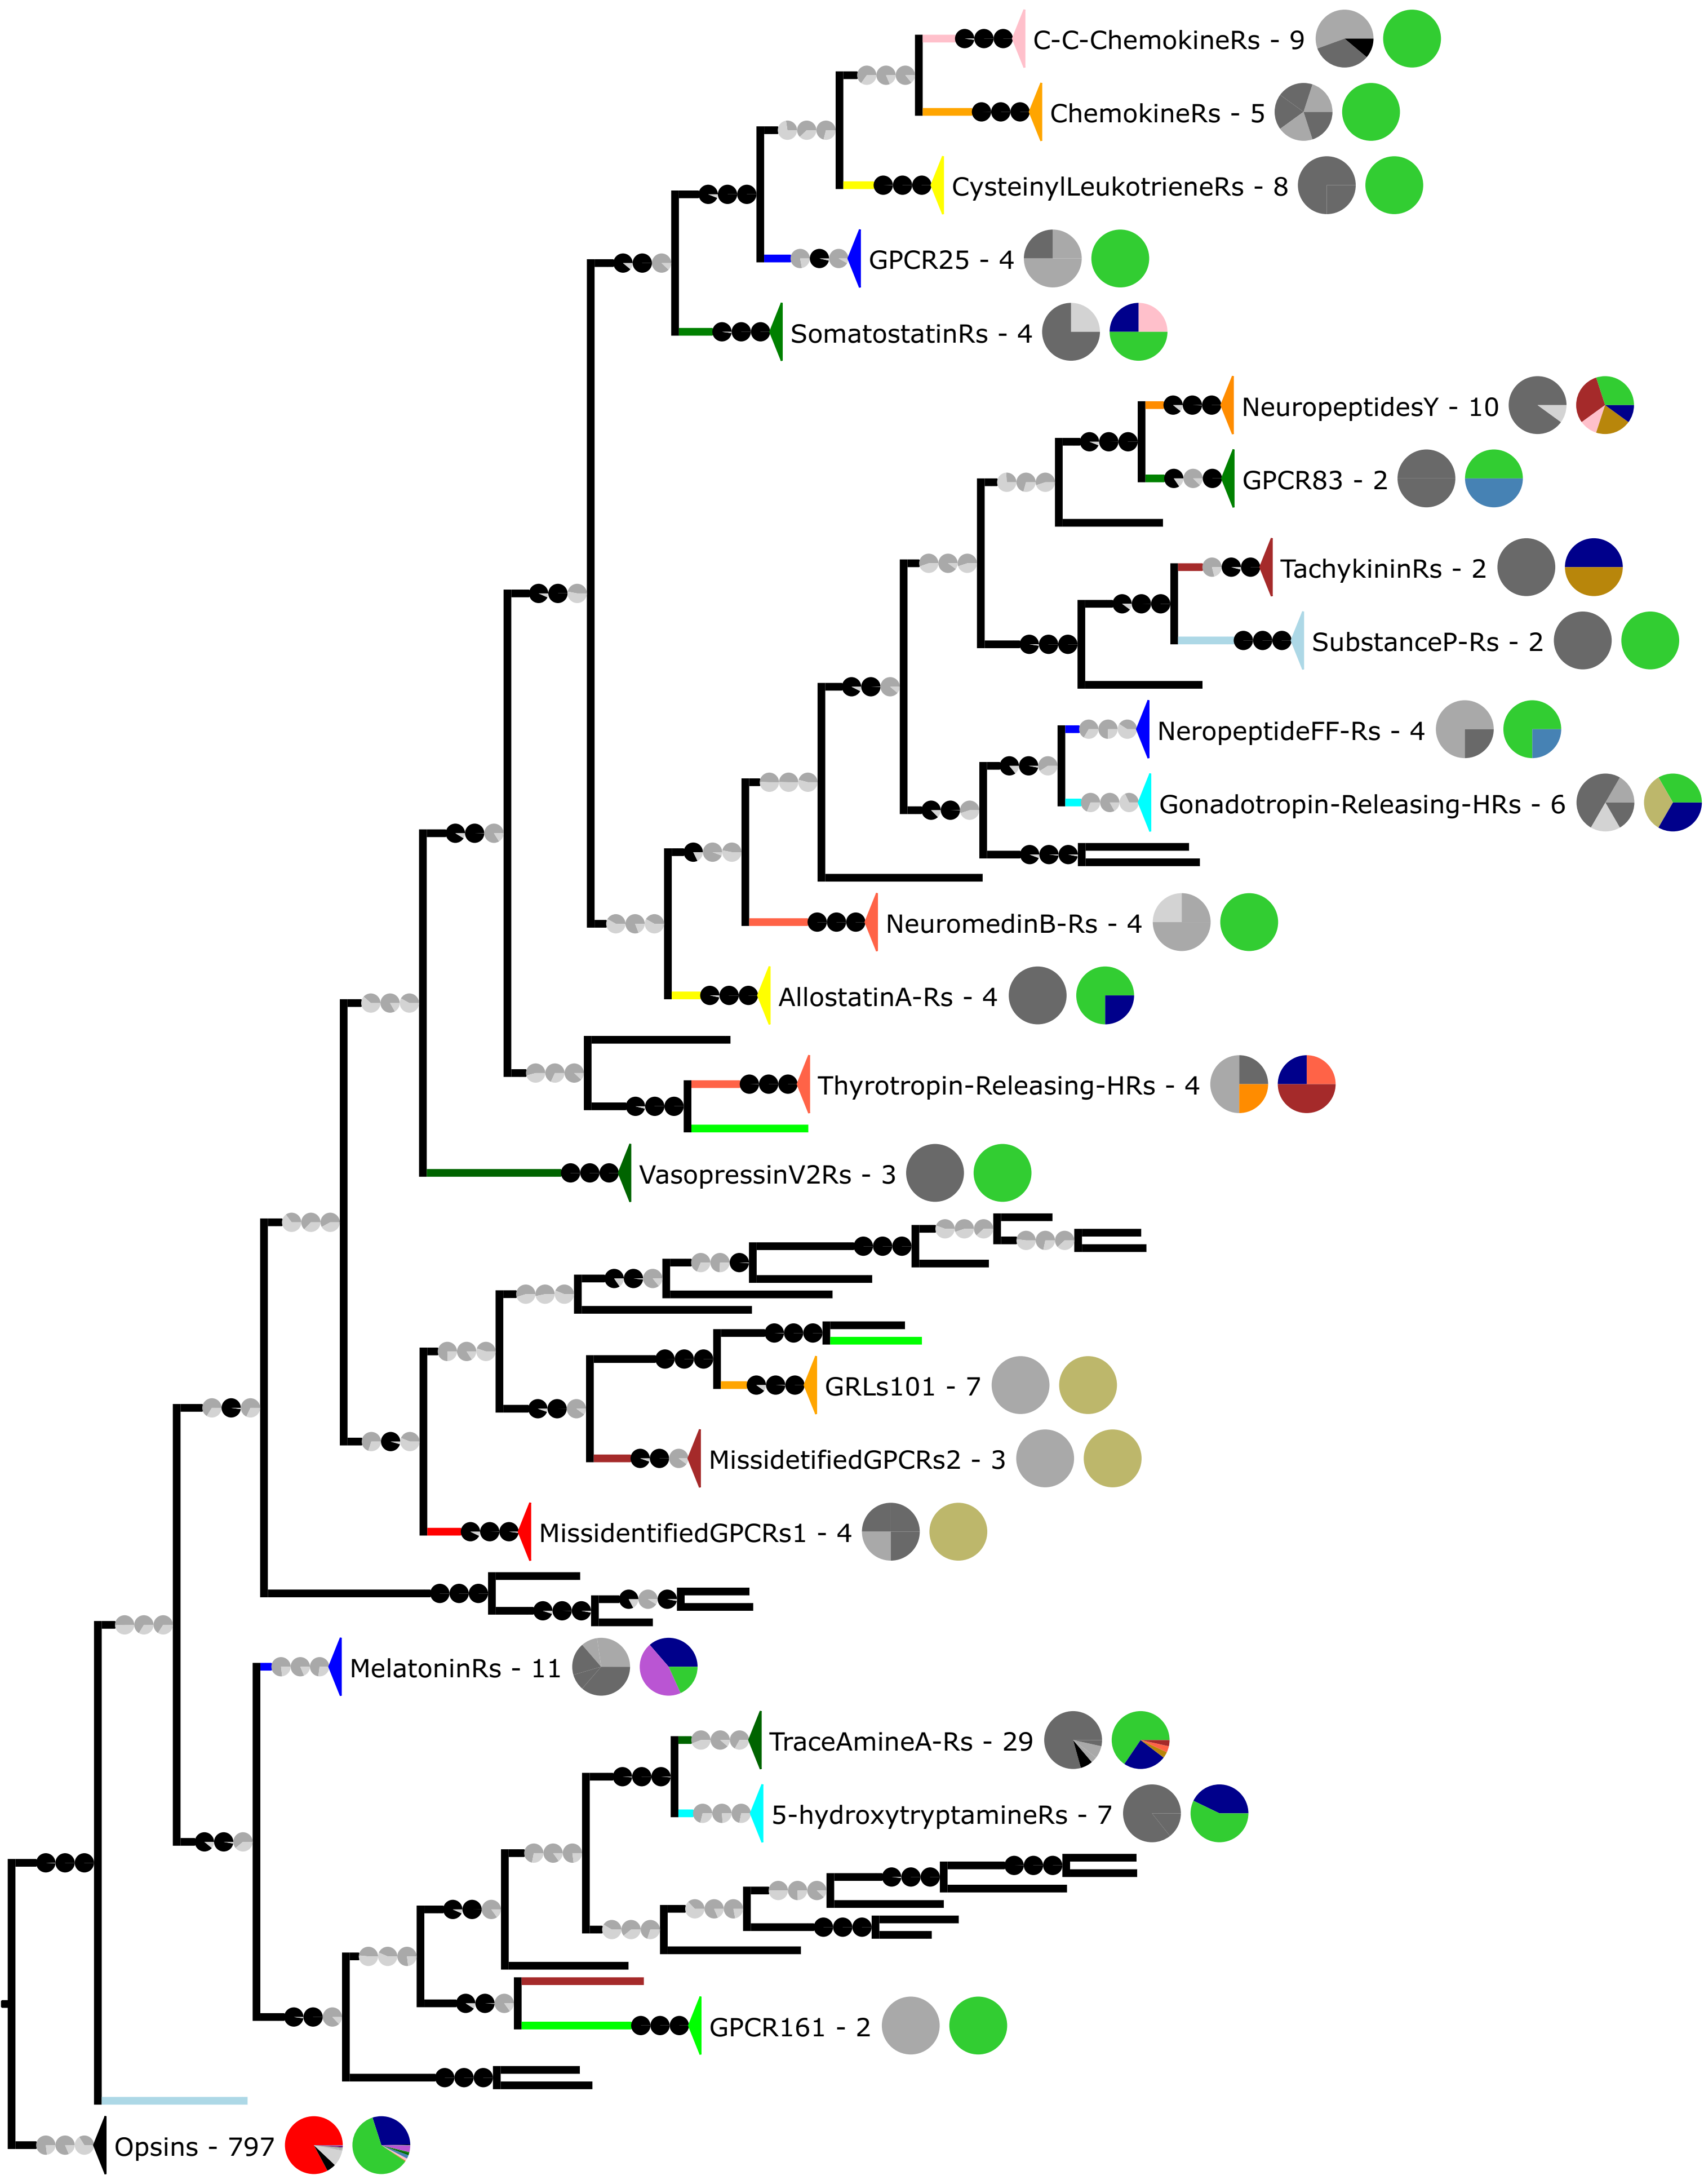 C-C-ChemokineRs - 9
ChemokineRs - 5
CysteinylLeukotrieneRs - 8
GPCR25 - 4
SomatostatinRs - 4
NeuropeptidesY - 10
GPCR83 - 2
TachykininRs - 2
SubstanceP-Rs - 2
NeropeptideFF-Rs - 4
Gonadotropin-Releasing-HRs - 6
NeuromedinB-Rs - 4
AllostatinA-Rs - 4
Thyrotropin-Releasing-HRs - 4
VasopressinV2Rs - 3
GRLs101 - 7
MissidetifiedGPCRs2 - 3
MissidentifiedGPCRs1 - 4
MelatoninRs - 11
TraceAmineA-Rs - 29
5-hydroxytryptamineRs - 7
GPCR161 - 2
Opsins - 797